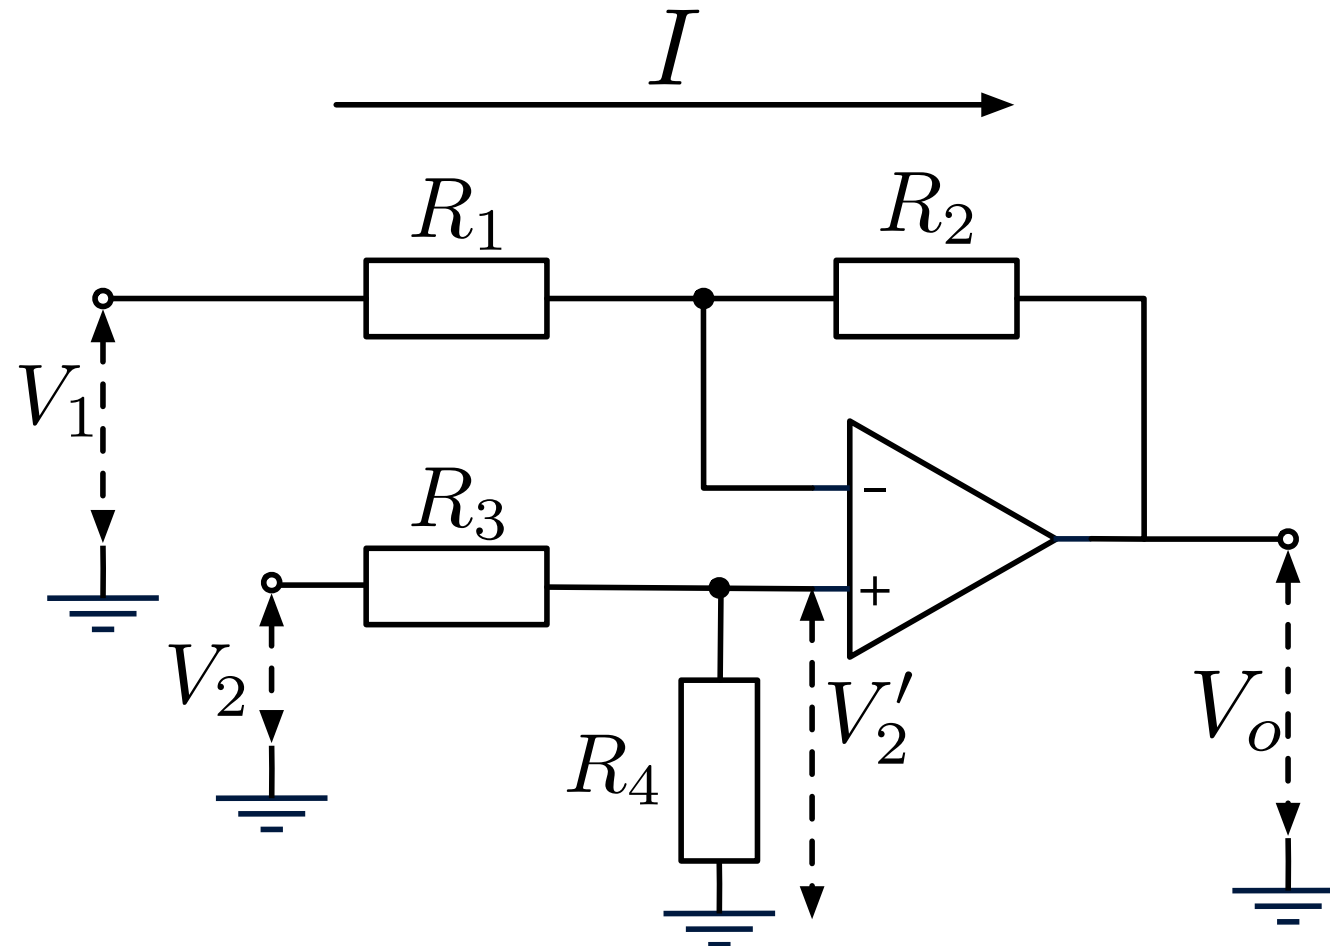 I
R₁
R₂
V₁
-
R₃
+
V₂
V₂′
Vₒ
R₄